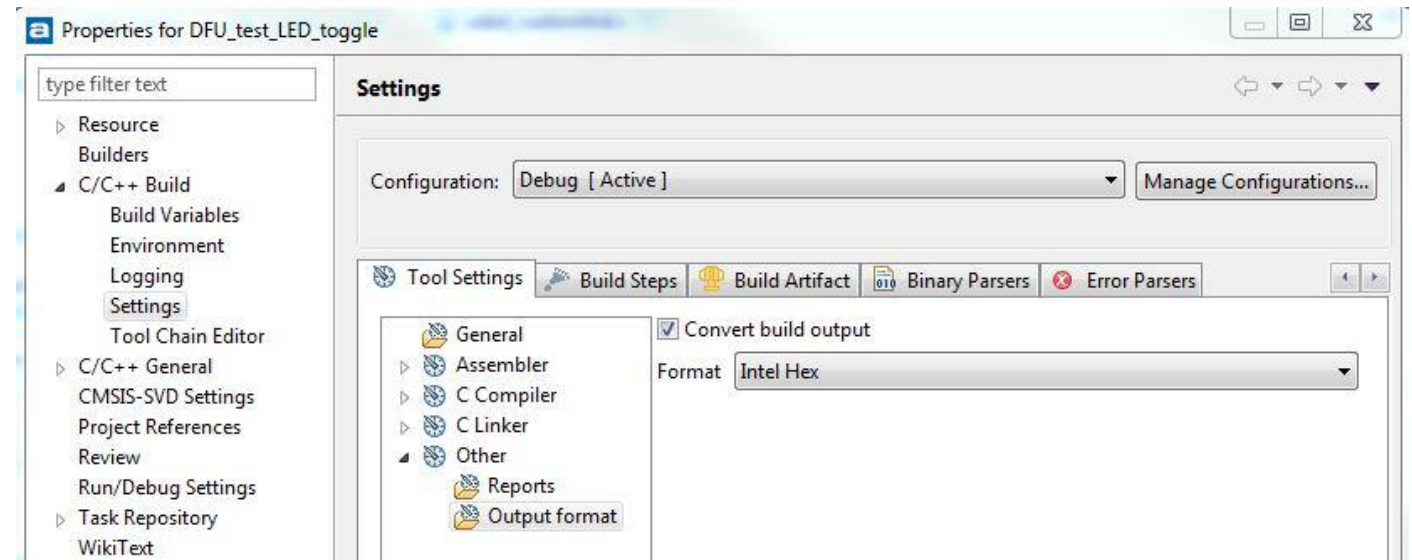 Properties for DFU_test_LED_toggle
type filter text
Resource
Builders
C/C++ Build
Build Variables
Environment
Logging
Settings
Tool Chain Editor
C/C++ General
CMSIS-SVD Settings
Project References
Review
Run/Debug Settings
Task Repository
WikiText
Settings
Configuration: Debug [ Active ] Manage Configurations...
Tool Settings Build Steps Build Artifact Binary Parsers Error Parsers
General
Assembler
C Compiler
C Linker
Other
Reports
Output format
Convert build output
Format Intel Hex